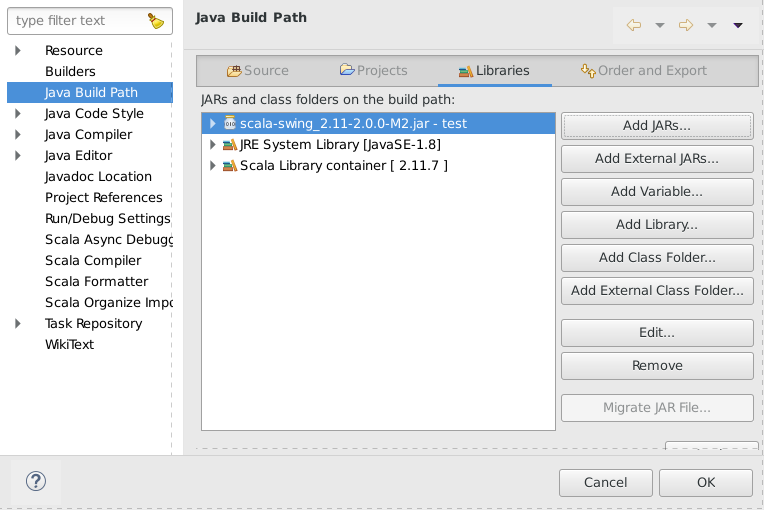 type filter text
Resource
Builders
Java Build Path
Java Code Style
Java Compiler
Java Editor
Javadoc Location
Project References
Run/Debug Settings
Scala Async Debugg
Scala Compiler
Scala Formatter
Scala Organize Impo
Task Repository
WikiText
Java Build Path
Source Projects Libraries Order and Export
JARs and class folders on the build path:
scala-swing_2.11-2.0.0-M2.jar - test
JRE System Library [JavaSE-1.8]
Scala Library container [ 2.11.7 ]
Add JARs...
Add External JARs...
Add Variable...
Add Library...
Add Class Folder...
Add External Class Folder...
Edit...
Remove
Migrate JAR File...
Cancel OK